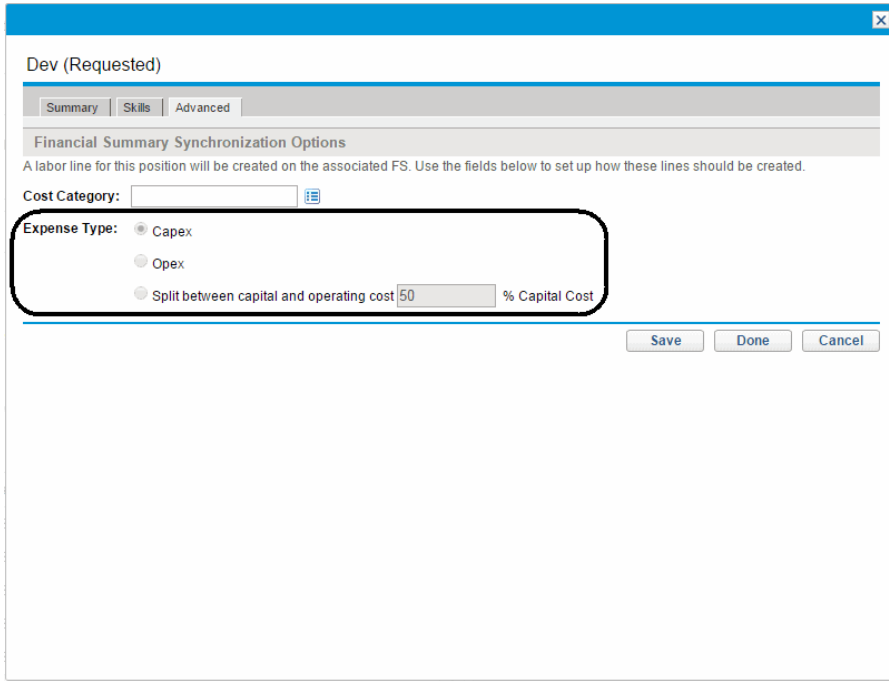 Dev (Requested)
Summary Skills Advanced
Financial Summary Synchronization Options
A labor line for this position will be created on the associated FS. Use the fields below to set up how these lines should be created.
Cost Category:
Expense Type: Capex
Opex
Split between capital and operating cost 50 % Capital Cost
Save Done Cancel